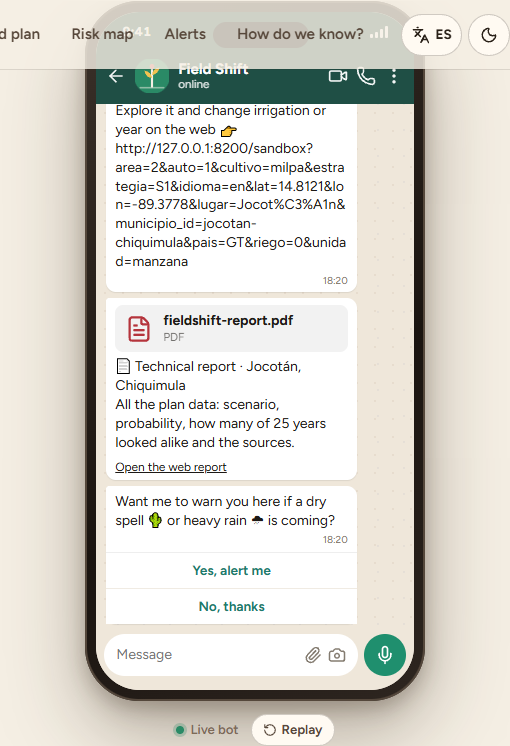 d plan Risk map Alerts How do we know? ES
:41
Field Shift
online
Explore it and change irrigation or
year on the web 👉
http://127.0.0.1:8200/sandbox?
area=2&auto=1&cultivo=milpa&estra
tegia=S1&idioma=en&lat=14.8121&lo
n=-89.3778&lugar=Jocot%C3%A1n&
municipio_id=jocotan-
chiquimula&pais=GT&riego=0&unida
d=manzana
18:20
fieldshift-report.pdf
PDF
📄 Technical report · Jocotán,
Chiquimula
All the plan data: scenario,
probability, how many of 25 years
looked alike and the sources.
Open the web report
Want me to warn you here if a dry
spell 🌵 or heavy rain 🌧 is coming?
18:20
Yes, alert me
No, thanks
Message
Live bot Replay